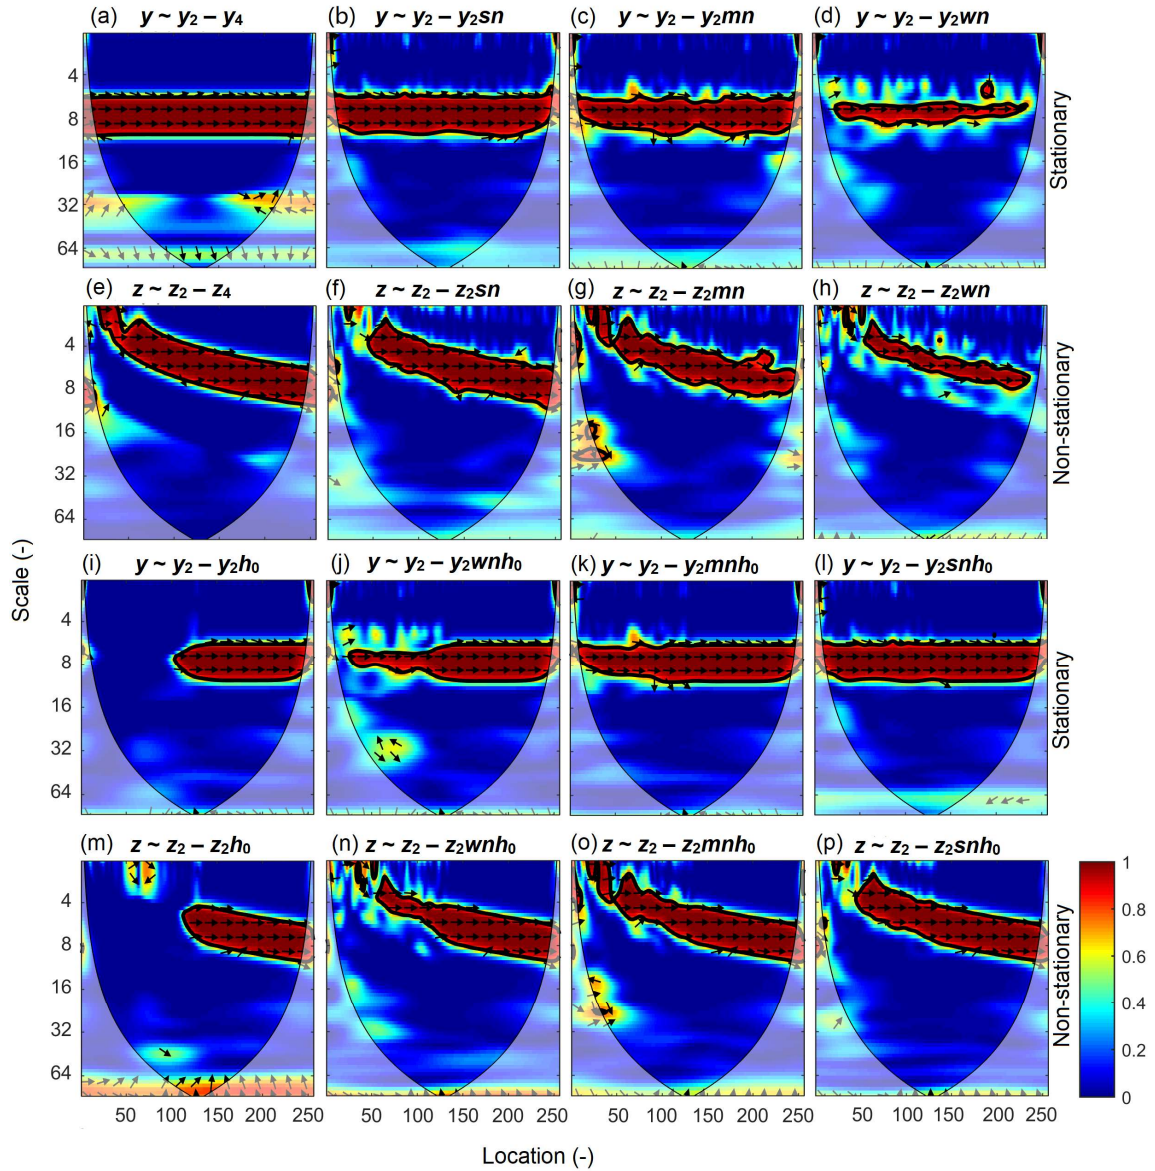 (a) y ~ y2 – y4 (b) y ~ y2 – y2sn (c) y ~ y2 – y2mn (d) y ~ y2 – y2wn
4
8
16
32
64
Stationary
(e) z ~ z2 – z4 (f) z ~ z2 – z2sn (g) z ~ z2 – z2mn (h) z ~ z2 – z2wn
4
8
16
32
64
Non-stationary
Scale (-)
(i) y ~ y2 – y2h0 (j) y ~ y2 – y2wnh0 (k) y ~ y2 – y2mnh0 (l) y ~ y2 – y2snh0
4
8
16
32
64
Stationary
(m) z ~ z2 – z2h0 (n) z ~ z2 – z2wnh0 (o) z ~ z2 – z2mnh0 (p) z ~ z2 – z2snh0
4
8
16
32
64
Non-stationary
50 100 150 200 250 50 100 150 200 250 50 100 150 200 250 50 100 150 200 250
Location (-)
1
0.8
0.6
0.4
0.2
0